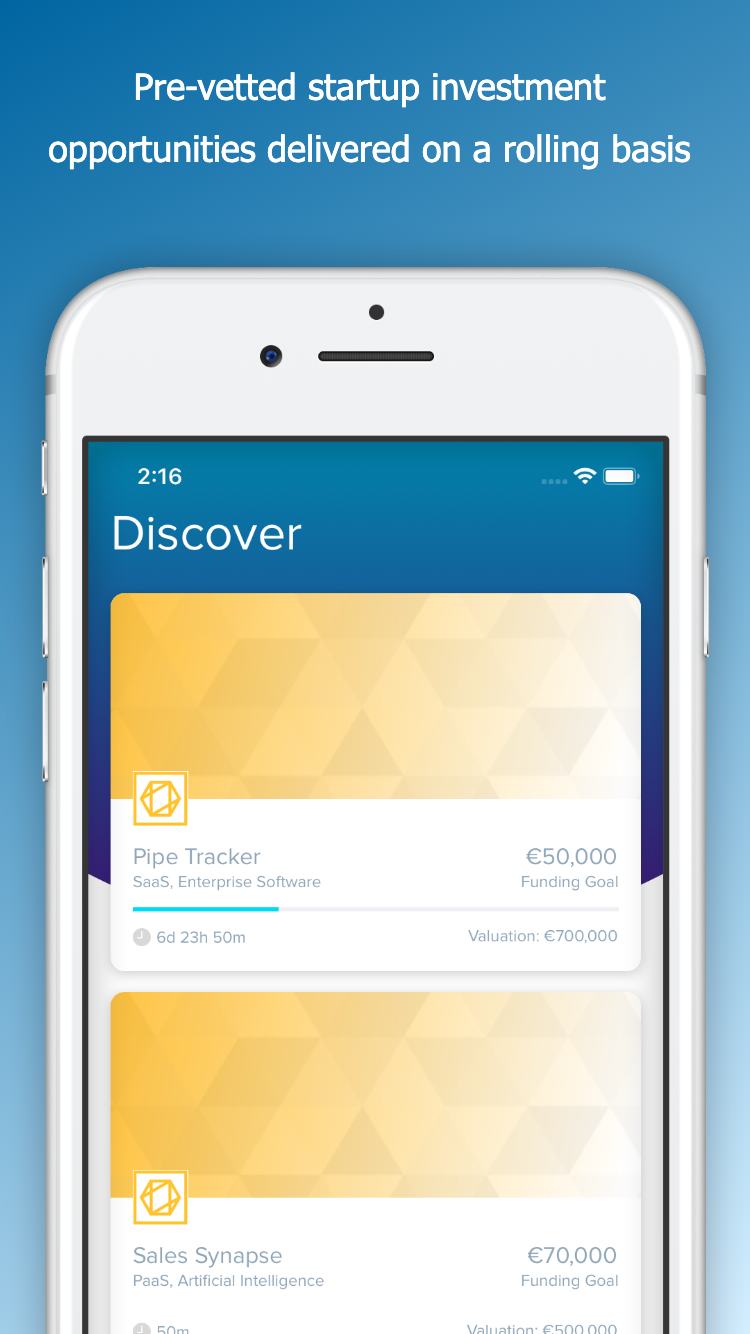 Pre-vetted startup investment
opportunities delivered on a rolling basis
2:16
Discover
Pipe Tracker
€50,000
SaaS, Enterprise Software
Funding Goal
6d 23h 50m
Valuation: €700,000
Sales Synapse
€70,000
PaaS, Artificial Intelligence
Funding Goal
50m
Valuation: €500,000